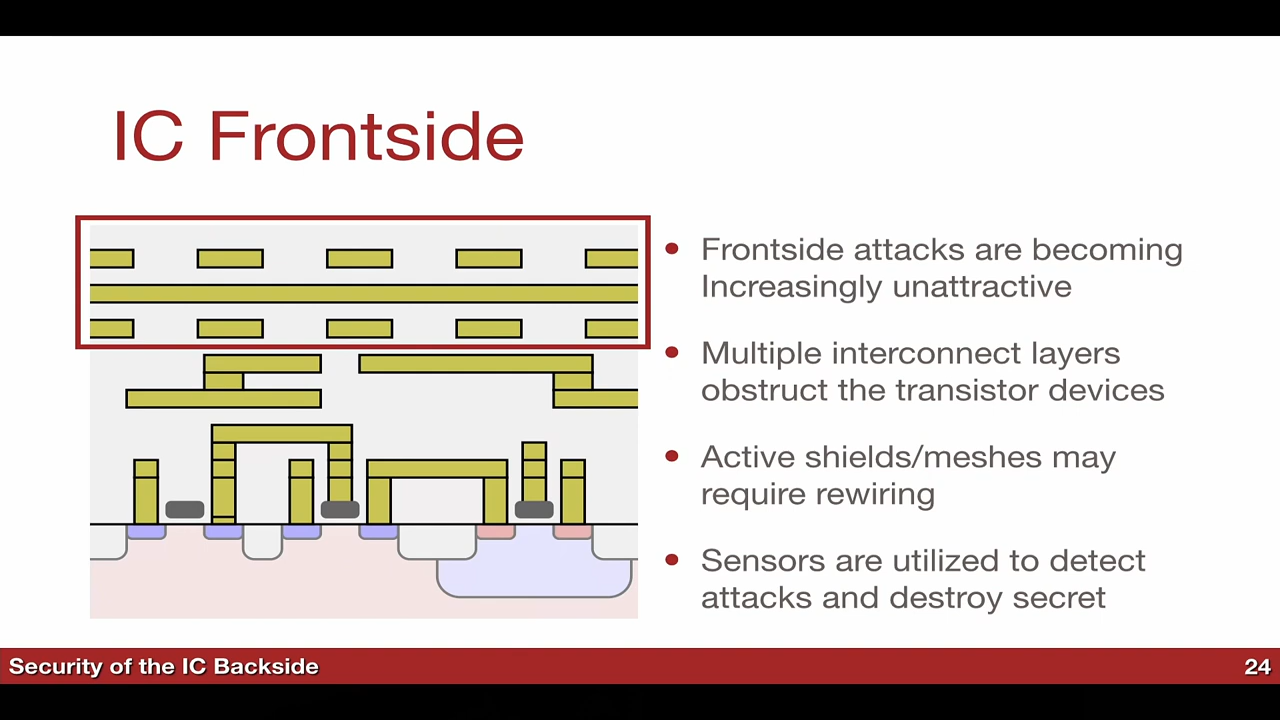 IC Frontside
Frontside attacks are becoming
Increasingly unattractive
Multiple interconnect layers
obstruct the transistor devices
Active shields/meshes may
require rewiring
Sensors are utilized to detect
attacks and destroy secret
Security of the IC Backside
24